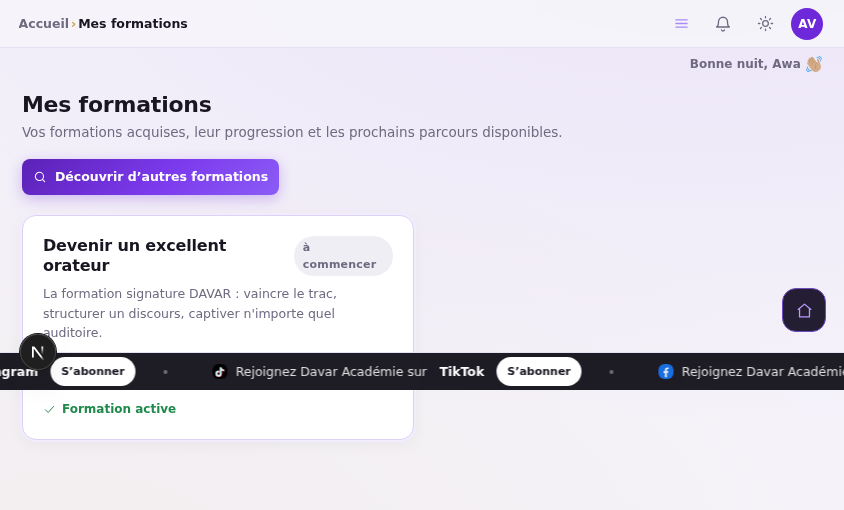 Accueil › Mes formations
AV
Bonne nuit, Awa 👋🏽
Mes formations
Vos formations acquises, leur progression et les prochains parcours disponibles.
Découvrir d’autres formations
Devenir un excellent
orateur
à
commencer
La formation signature DAVAR : vaincre le trac,
structurer un discours, captiver n'importe quel
auditoire.
N
gram S’abonner • Rejoignez Davar Académie sur TikTok S’abonner • Rejoignez Davar Académie
Formation active